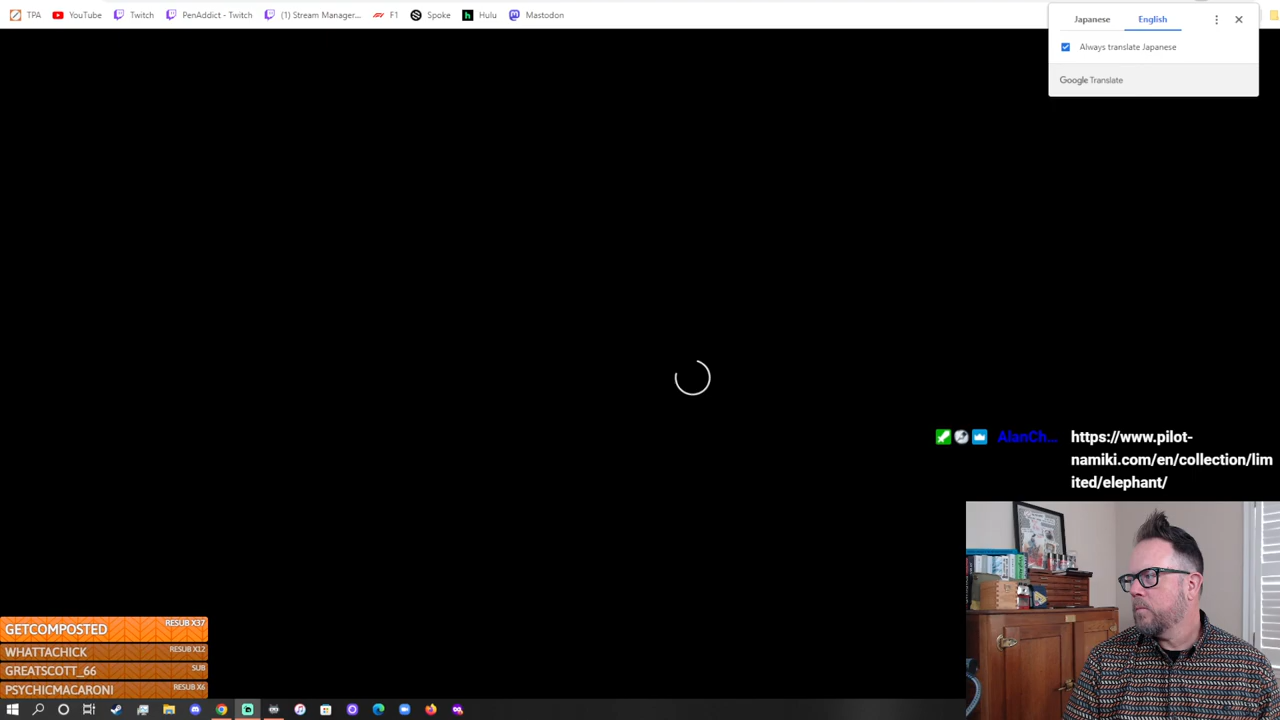 TPA YouTube Twitch PenAddict - Twitch (1) Stream Manager... F1 Spoke Hulu Mastodon
Japanese English
Always translate Japanese
Google Translate
AlanCh... https://www.pilot-
namiki.com/en/collection/lim
ited/elephant/
GETCOMPOSTED RESUB X37
WHATTACHICK RESUB X12
GREATSCOTT_66 SUB
PSYCHICMACARONI RESUB X6